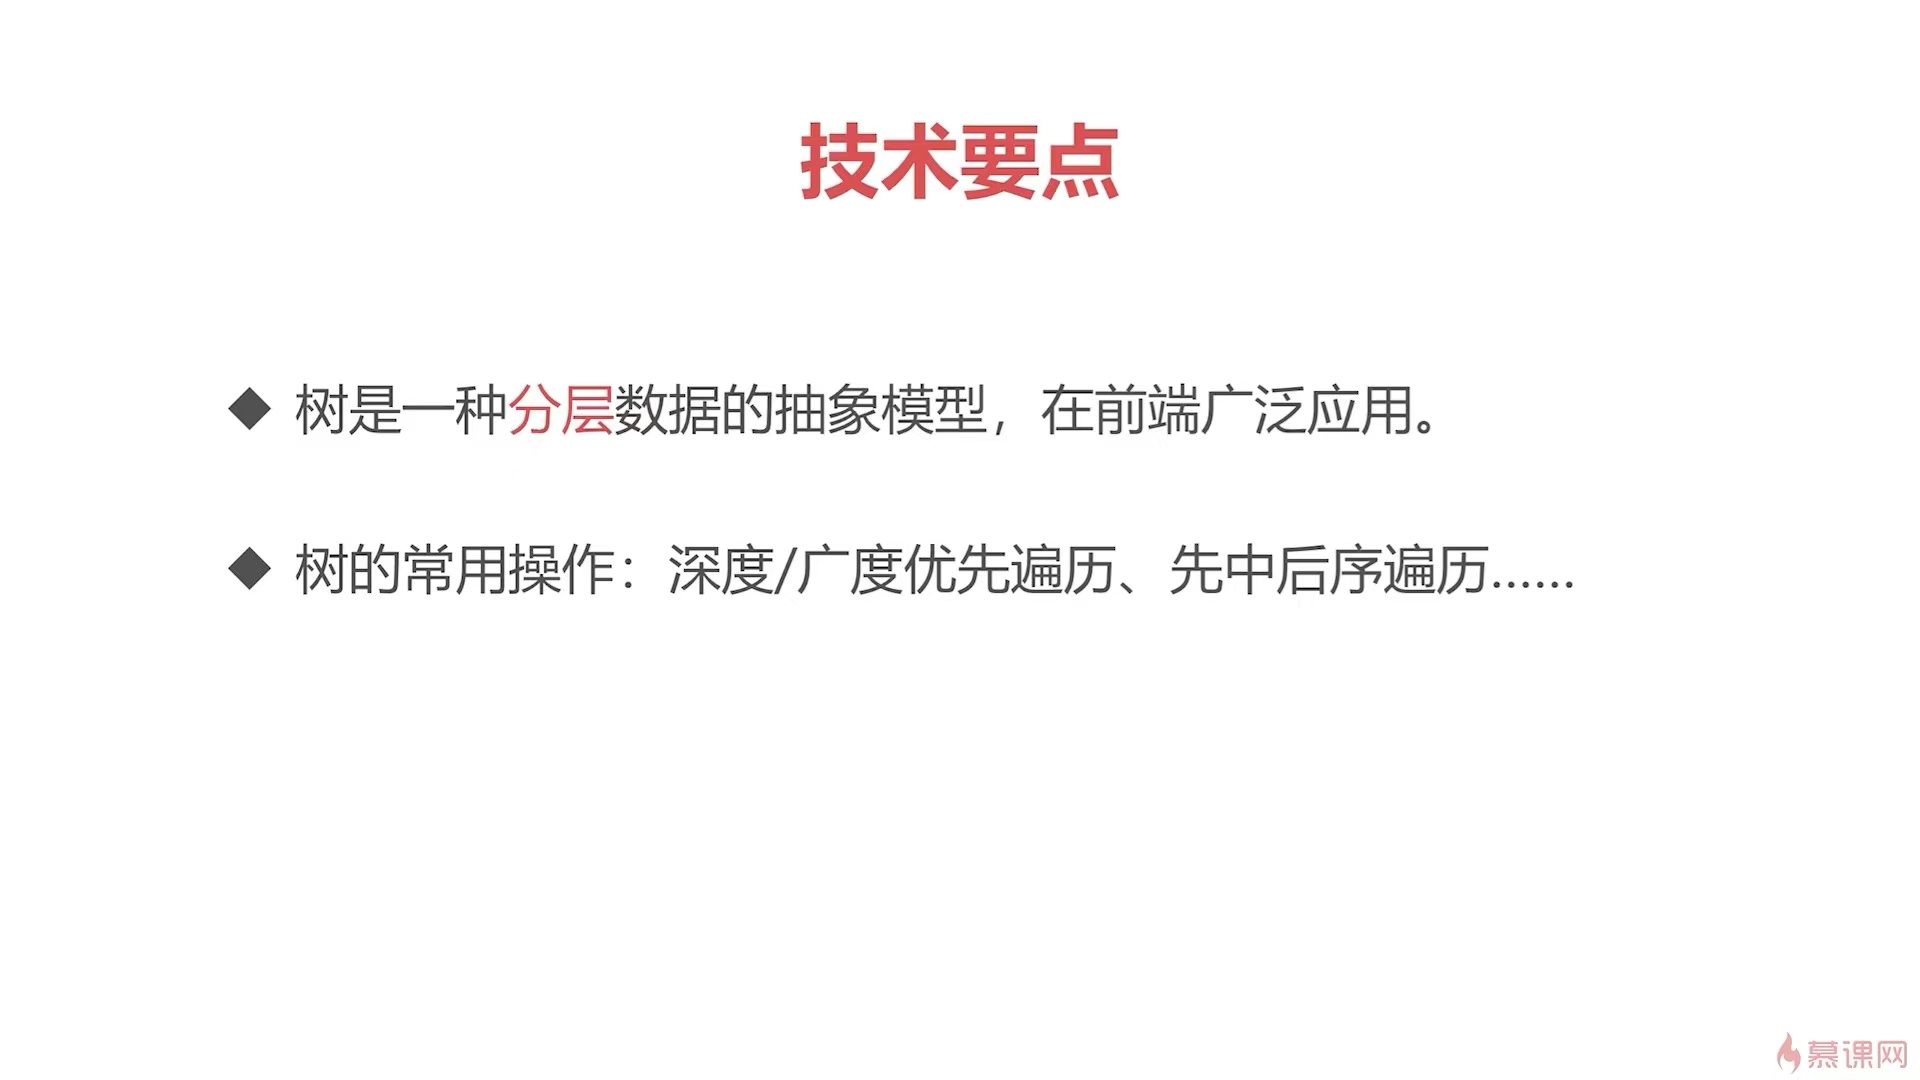 技术要点
◆ 树是一种分层数据的抽象模型，在前端广泛应用。
◆ 树的常用操作：深度/广度优先遍历、先中后序遍历……
慕课网